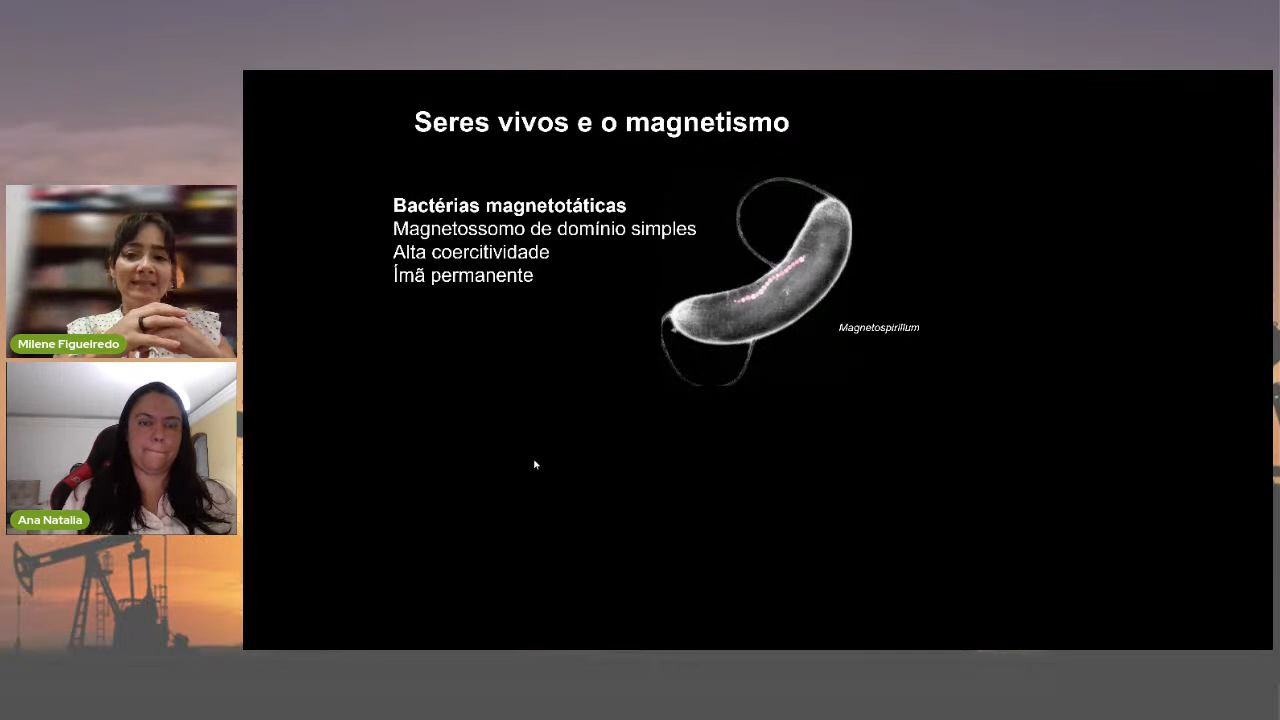 Seres vivos e o magnetismo
Bactérias magnetotáticas
Magnetossomo de domínio simples
Alta coercitividade
Ímã permanente
Magnetospirillum
Milene Figueiredo
Ana Natalia